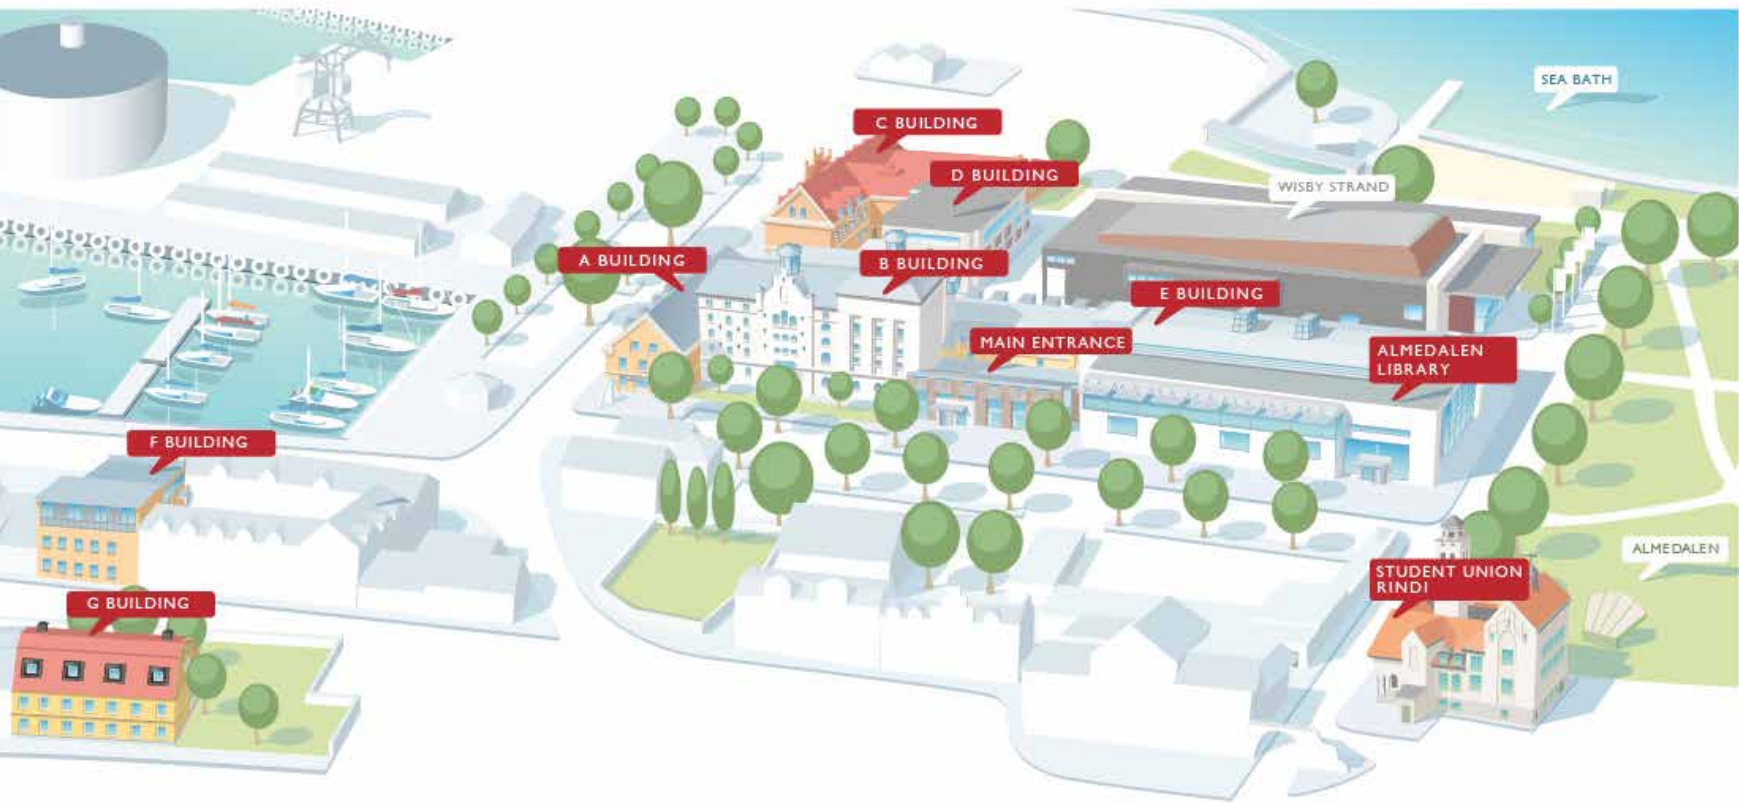 SEA BATH
C BUILDING
D BUILDING
WISBY STRAND
A BUILDING
B BUILDING
E BUILDING
MAIN ENTRANCE
ALMEDALEN
LIBRARY
F BUILDING
ALMEDALEN
STUDENT UNION
RINDI
G BUILDING